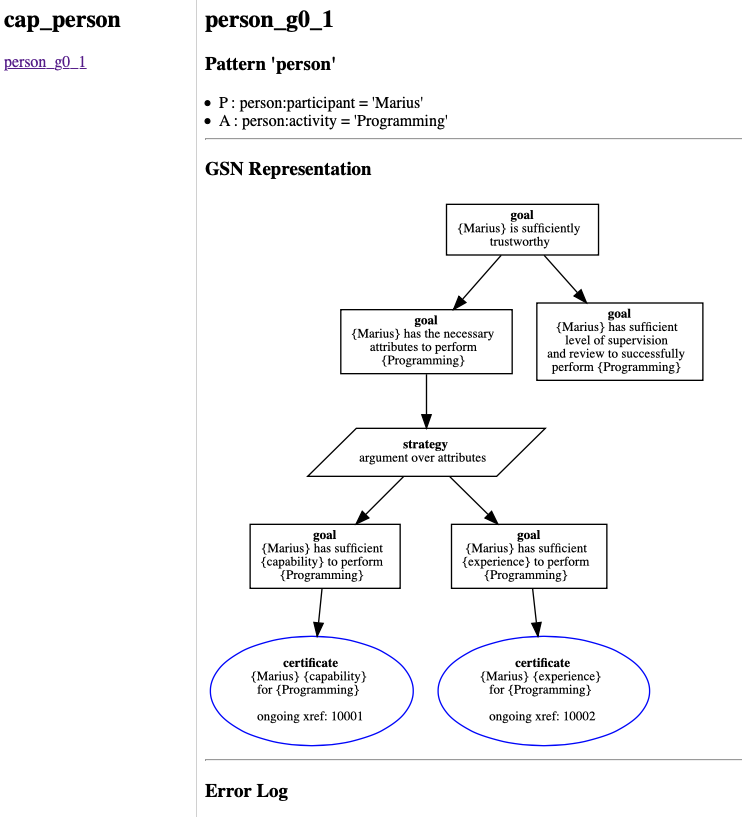 cap_person
person_g0_1
person_g0_1
Pattern 'person'
• P : person:participant = 'Marius'
• A : person:activity = 'Programming'
GSN Representation
goal
{Marius} is sufficiently
trustworthy
goal
{Marius} has the necessary
attributes to perform
{Programming}
goal
{Marius} has sufficient
level of supervision
and review to successfully
perform {Programming}
strategy
argument over attributes
goal
{Marius} has sufficient
{capability} to perform
{Programming}
goal
{Marius} has sufficient
{experience} to perform
{Programming}
certificate
{Marius} {capability}
for {Programming}
ongoing xref: 10001
certificate
{Marius} {experience}
for {Programming}
ongoing xref: 10002
Error Log